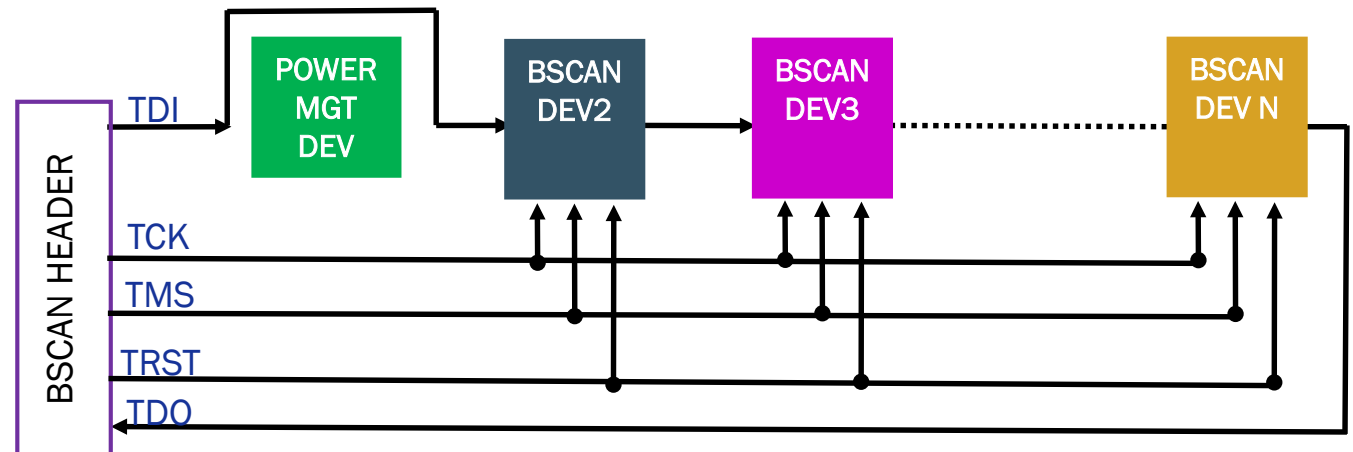 POWER
MGT
DEV
BSCAN
DEV2
BSCAN
DEV3
BSCAN
DEV N
TDI
BSCAN HEADER
TCK
TMS
TRST
TDO